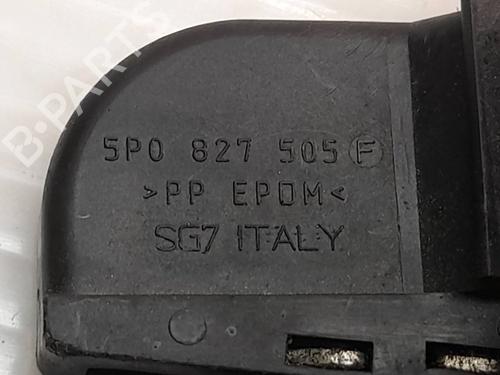 B-PARTS
5P0 827 505 F
>PP EPDM<
SG7 ITALY